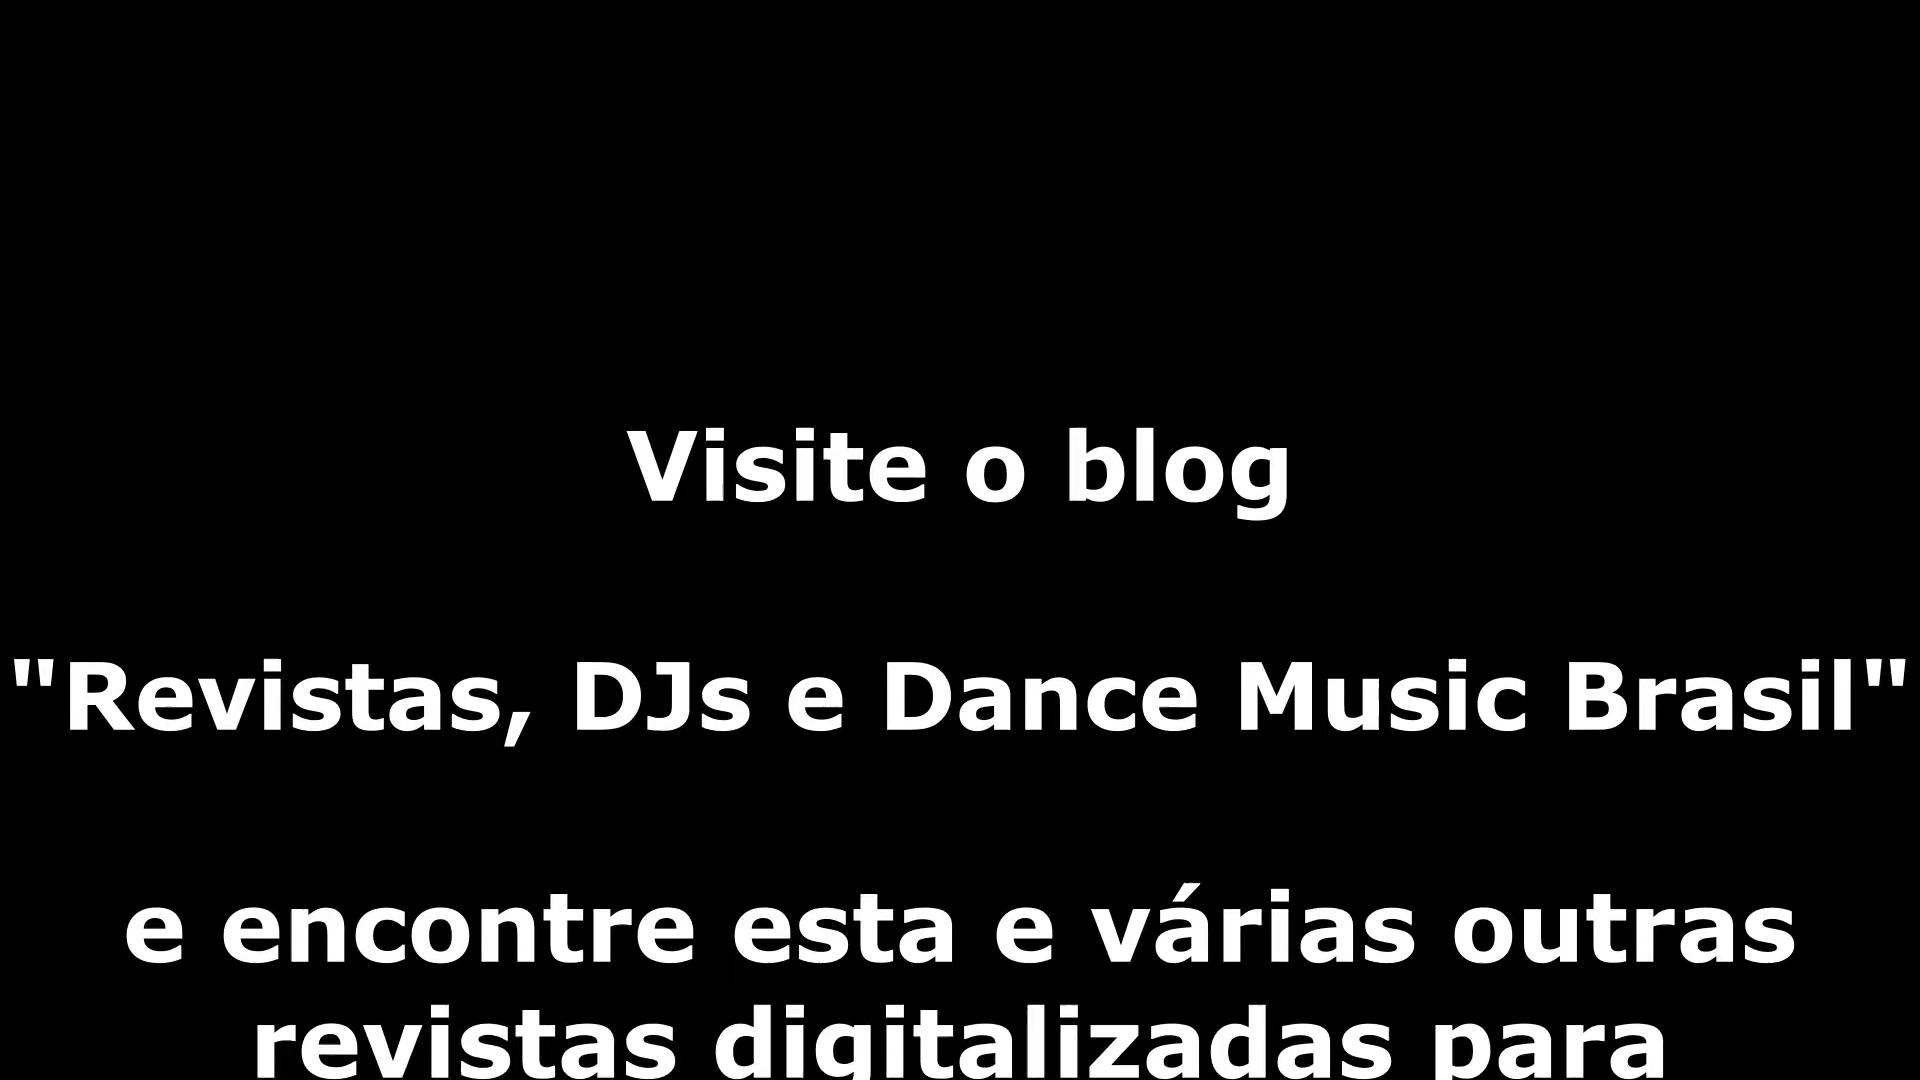 Visite o blog
"Revistas, DJs e Dance Music Brasil"
e encontre esta e várias outras
revistas digitalizadas para